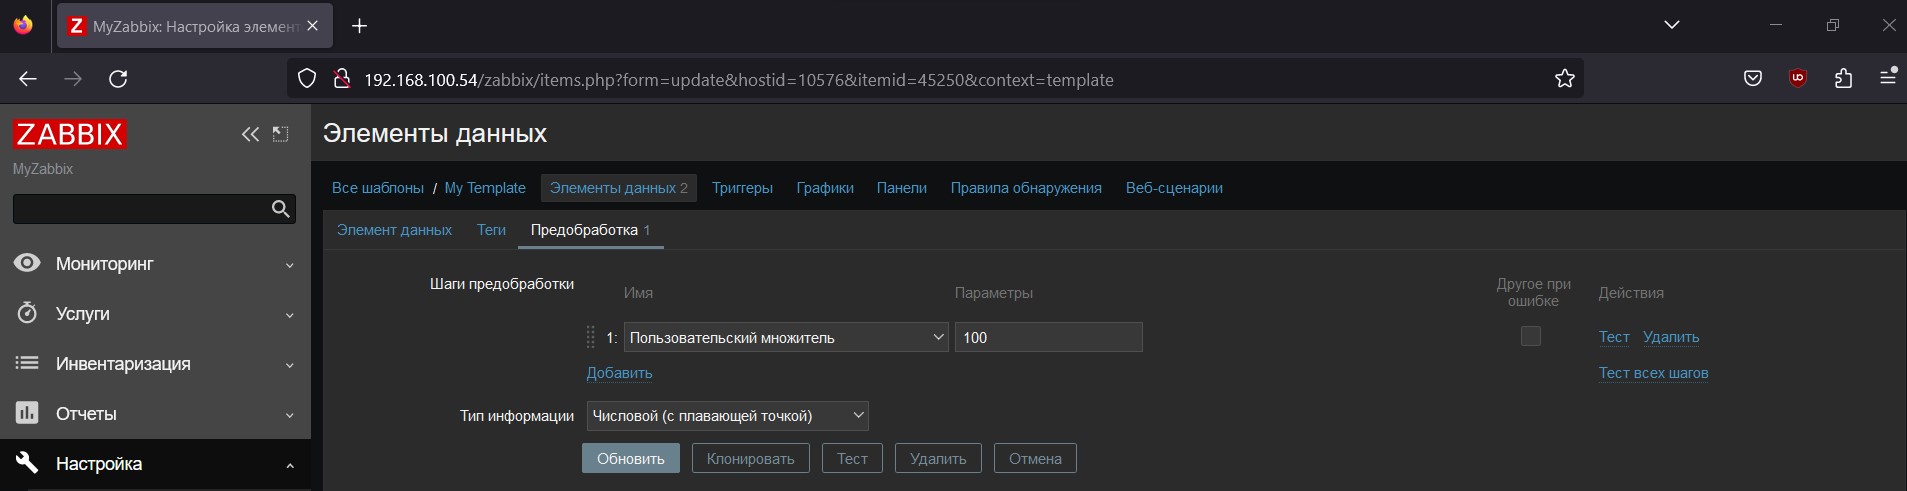 MyZabbix: Настройка элемент
192.168.100.54/zabbix/items.php?form=update&hostid=10576&itemid=45250&context=template
ZABBIX
MyZabbix
Мониторинг
Услуги
Инвентаризация
Отчеты
Настройка
Элементы данных
Все шаблоны / My Template Элементы данных 2 Триггеры Графики Панели Правила обнаружения Веб-сценарии
Элемент данных Теги Предобработка 1
Шаги предобработки Имя Параметры Другое при ошибке Действия
1: Пользовательский множитель 100 Тест Удалить
Добавить Тест всех шагов
Тип информации Числовой (с плавающей точкой)
Обновить Клонировать Тест Удалить Отмена